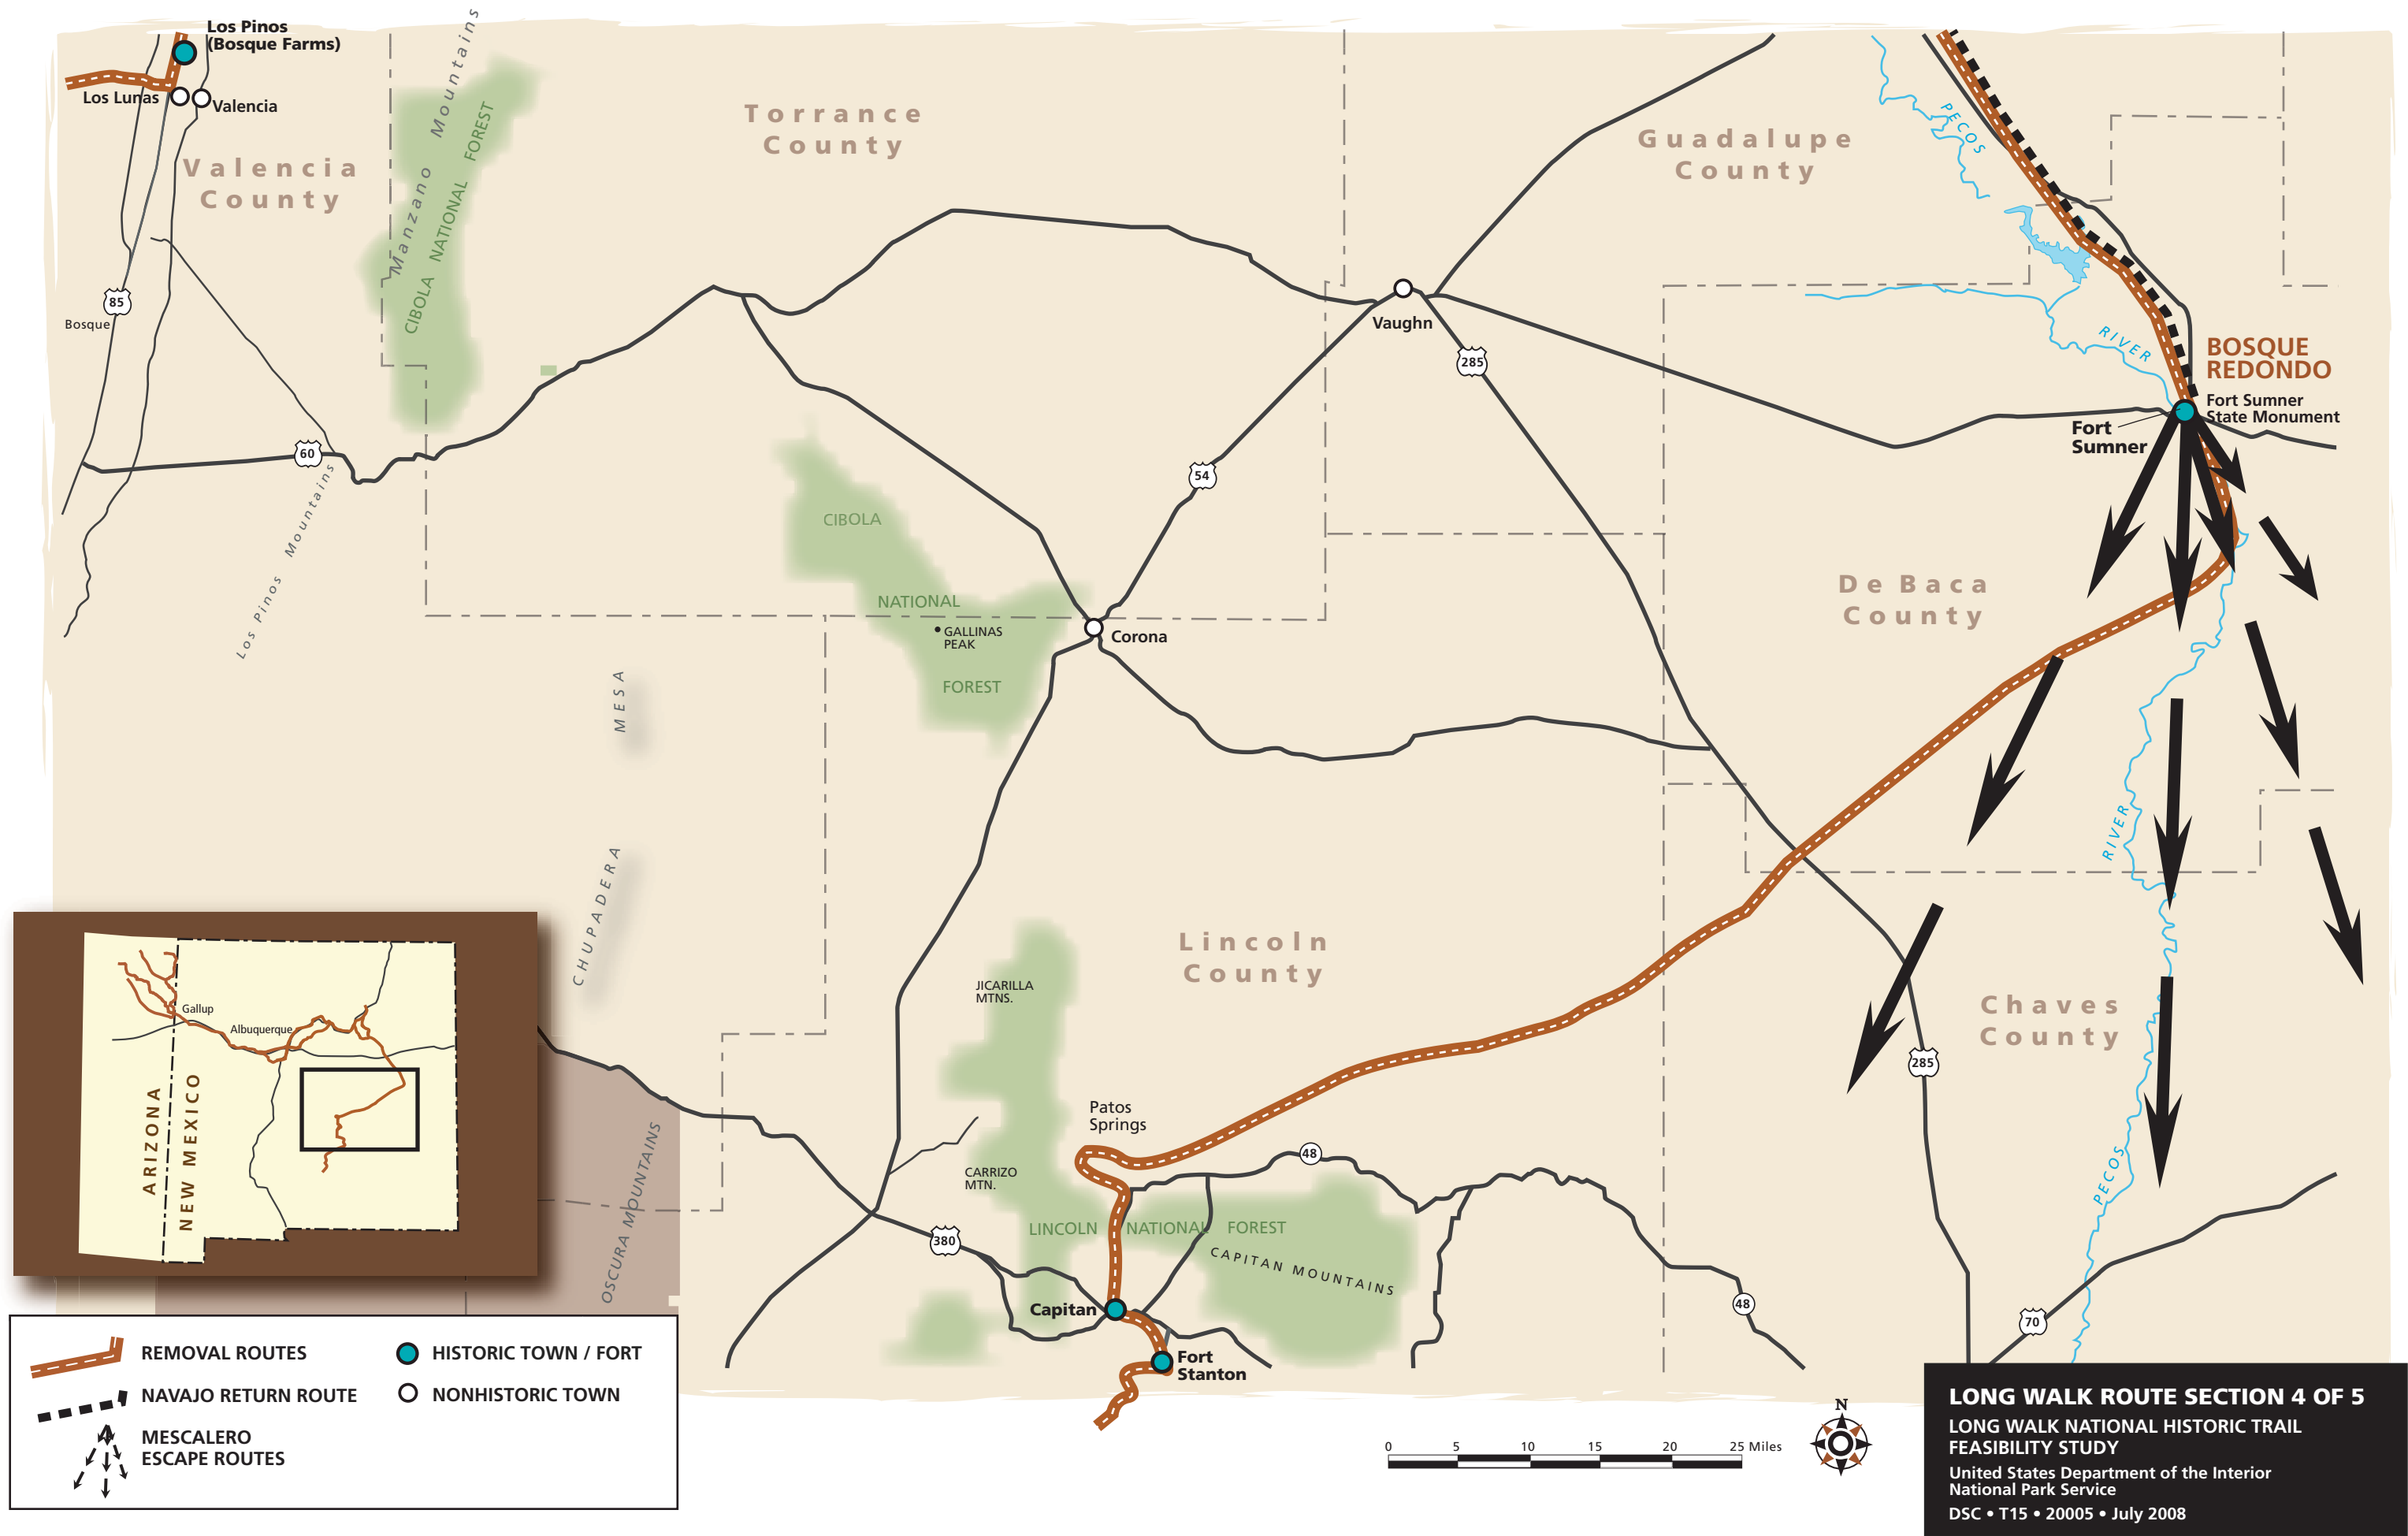 Los Pinos
(Bosque Farms)
Los Lunas
Valencia
Valencia
County
Manzano Mountains
CIBOLA NATIONAL FOREST
Torrance
County
Guadalupe
County
PECOS
RIVER
BOSQUE
REDONDO
Fort Sumner
State Monument
Fort
Sumner
85
Bosque
60
Los Pinos Mountains
Vaughn
285
54
CIBOLA
NATIONAL
GALLINAS
PEAK
FOREST
Corona
De Baca
County
MESA
CHUPADERA
RIVER
PECOS
Lincoln
County
Chaves
County
285
JICARILLA
MTNS.
Patos
Springs
CARRIZO
MTN.
48
LINCOLN NATIONAL FOREST
CAPITAN MOUNTAINS
380
OSCURA MOUNTAINS
Capitan
Fort
Stanton
48
70
Gallup
Albuquerque
ARIZONA
NEW MEXICO
REMOVAL ROUTES
NAVAJO RETURN ROUTE
MESCALERO
ESCAPE ROUTES
HISTORIC TOWN / FORT
NONHISTORIC TOWN
0 5 10 15 20 25 Miles
N
LONG WALK ROUTE SECTION 4 OF 5
LONG WALK NATIONAL HISTORIC TRAIL
FEASIBILITY STUDY
United States Department of the Interior
National Park Service
DSC • T15 • 20005 • July 2008